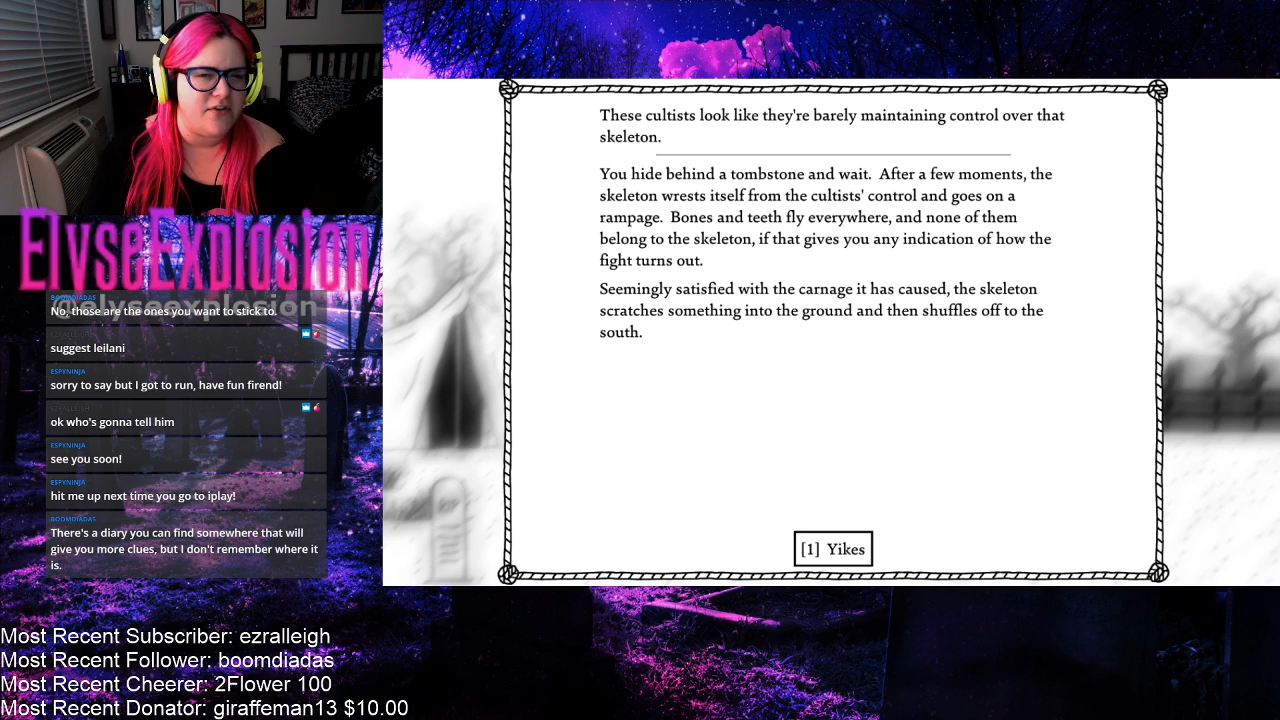 These cultists look like they're barely maintaining control over that
skeleton.
You hide behind a tombstone and wait. After a few moments, the
skeleton wrests itself from the cultists' control and goes on a
rampage. Bones and teeth fly everywhere, and none of them
belong to the skeleton, if that gives you any indication of how the
fight turns out.
Seemingly satisfied with the carnage it has caused, the skeleton
scratches something into the ground and then shuffles off to the
south.
[1] Yikes
RIP
ElyseExplosion
@elyseexplosion
BOOMDIADAS
No, those are the ones you want to stick to.
EZRALLEIGH
suggest leilani
ESPYNINJA
sorry to say but I got to run, have fun firend!
EZRALLEIGH
ok who's gonna tell him
ESPYNINJA
see you soon!
ESPYNINJA
hit me up next time you go to iplay!
BOOMDIADAS
There's a diary you can find somewhere that will
give you more clues, but I don't remember where it
is.
Most Recent Subscriber: ezralleigh
Most Recent Follower: boomdiadas
Most Recent Cheerer: 2Flower 100
Most Recent Donator: giraffeman13 $10.00